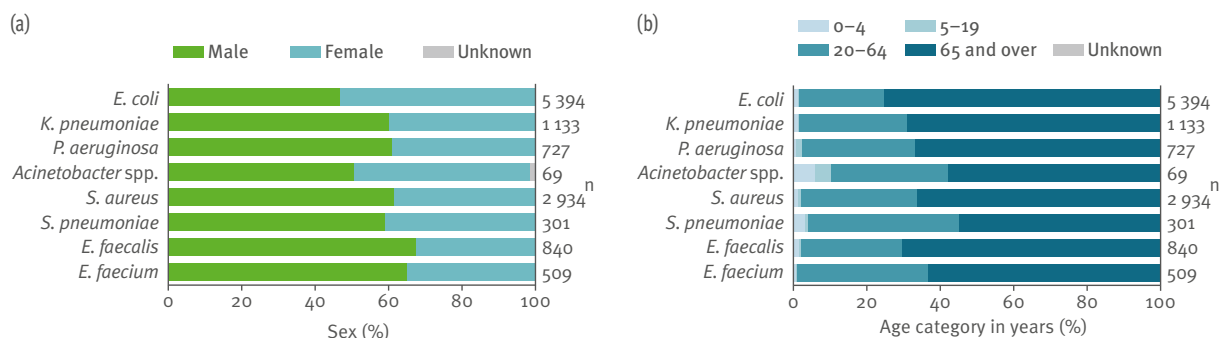 (a)
Male Female Unknown
E. coli 5 394
K. pneumoniae 1 133
P. aeruginosa 727
Acinetobacter spp. 69
n
S. aureus 2 934
S. pneumoniae 301
E. faecalis 840
E. faecium 509
0 20 40 60 80 100
Sex (%)
(b)
0–4 5–19
20–64 65 and over Unknown
E. coli 5 394
K. pneumoniae 1 133
P. aeruginosa 727
Acinetobacter spp. 69
n
S. aureus 2 934
S. pneumoniae 301
E. faecalis 840
E. faecium 509
0 20 40 60 80 100
Age category in years (%)